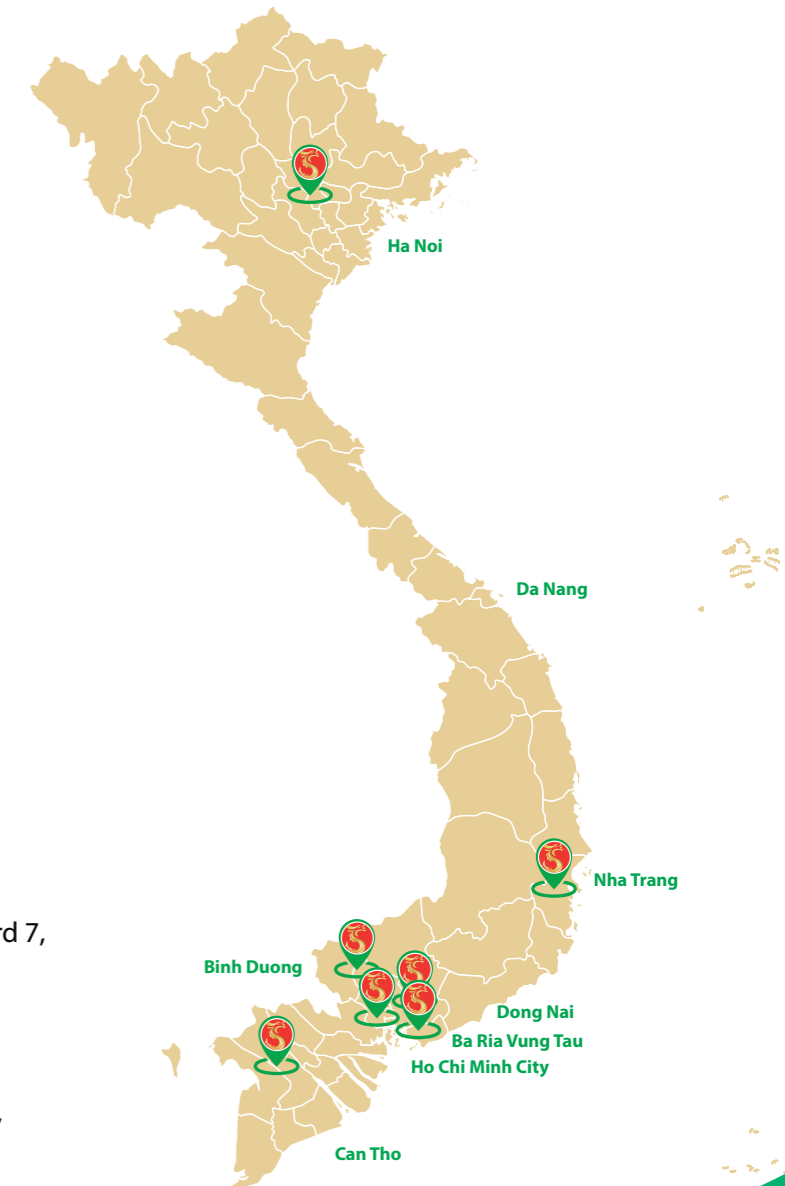 Ha Noi
Da Nang
Nha Trang
rd 7,
Binh Duong
Dong Nai
Ba Ria Vung Tau
Ho Chi Minh City
Can Tho